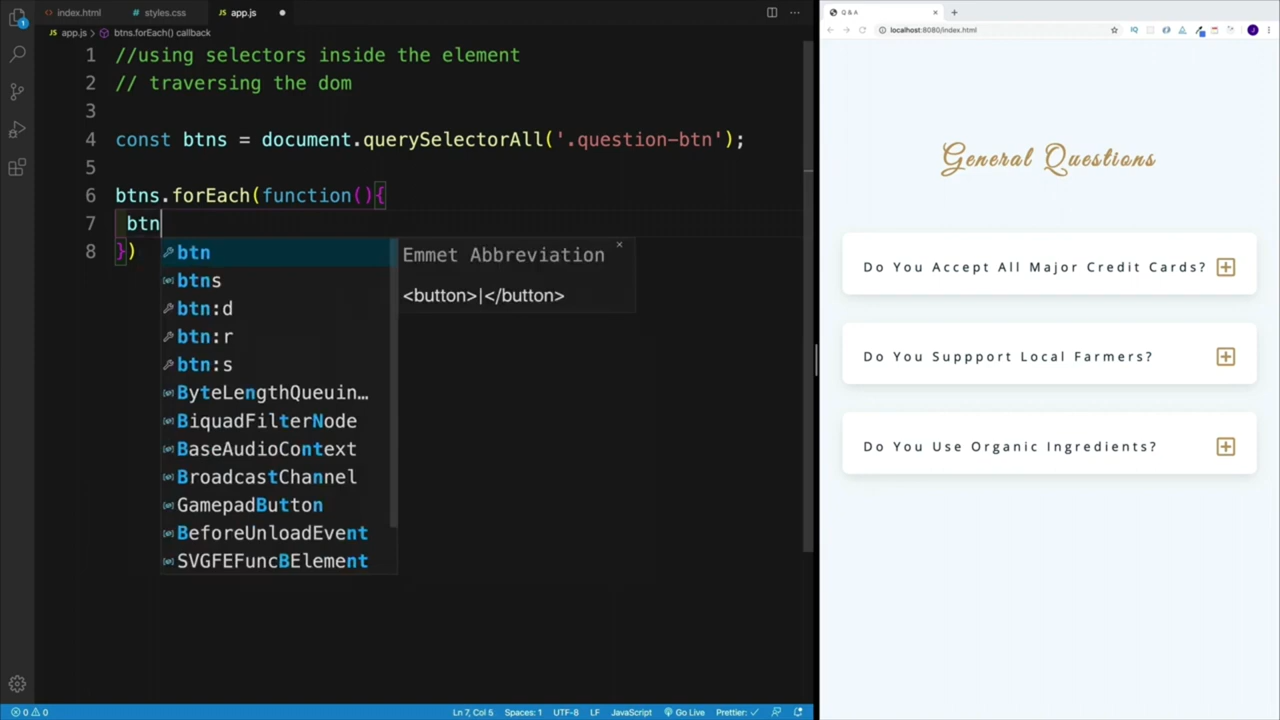 index.html
styles.css
app.js
app.js
btns.forEach() callback
1 //using selectors inside the element
2 // traversing the dom
3
4 const btns = document.querySelectorAll('.question-btn');
5
6 btns.forEach(function(){
7 btn
8 })
btn
btns
btn:d
btn:r
btn:s
ByteLengthQueuin…
BiquadFilterNode
BaseAudioContext
BroadcastChannel
GamepadButton
BeforeUnloadEvent
SVGFEFuncBElement
Emmet Abbreviation
<button>|</button>
1
0 0
Ln 7, Col 5
Spaces: 1
UTF-8
LF
JavaScript
Go Live
Prettier: ✓
Q & A
localhost:8080/index.html
J
General Questions
Do You Accept All Major Credit Cards?
Do You Suppport Local Farmers?
Do You Use Organic Ingredients?